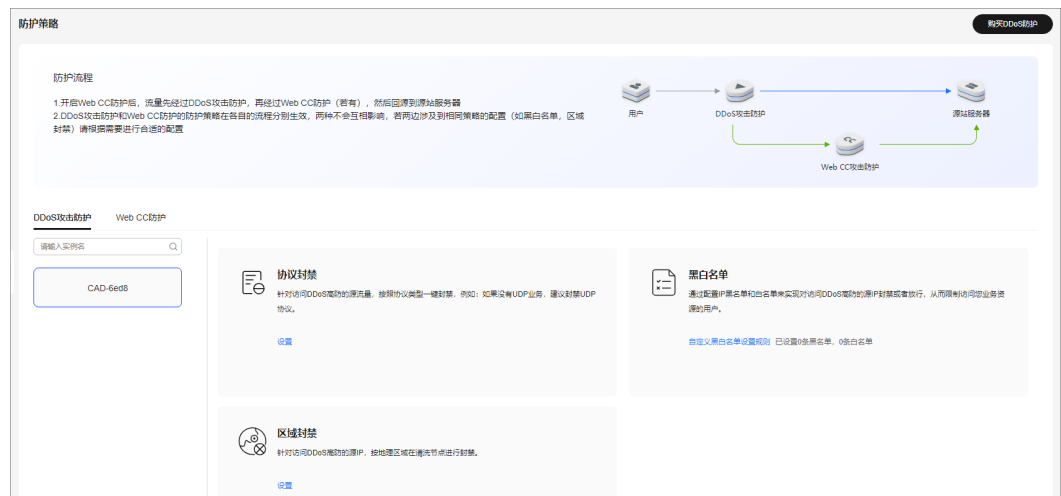 防护策略
购买DDoS防护
防护流程
1.开启Web CC防护后，流量先经过DDoS攻击防护，再经过Web CC防护（若有），然后回源到源站服务器
2.DDoS攻击防护和Web CC防护的防护策略在各自的流程分别生效，两种不会互相影响，若两边涉及到相同策略的配置（如黑白名单，区域
封禁）请根据需要进行合适的配置
用户
DDoS攻击防护
源站服务器
Web CC攻击防护
DDoS攻击防护
Web CC防护
请输入实例名
CAD-6ed8
协议封禁
针对访问DDoS高防的源流量，按照协议类型一键封禁，例如：如果没有UDP业务，建议封禁UDP
协议。
设置
黑白名单
通过配置IP黑名单和白名单来实现对访问DDoS高防的源IP封禁或者放行，从而限制访问您业务资
源的用户。
自定义黑白名单设置规则 已设置0条黑名单，0条白名单
区域封禁
针对访问DDoS高防的源IP，按地理区域在清洗节点进行封禁。
设置